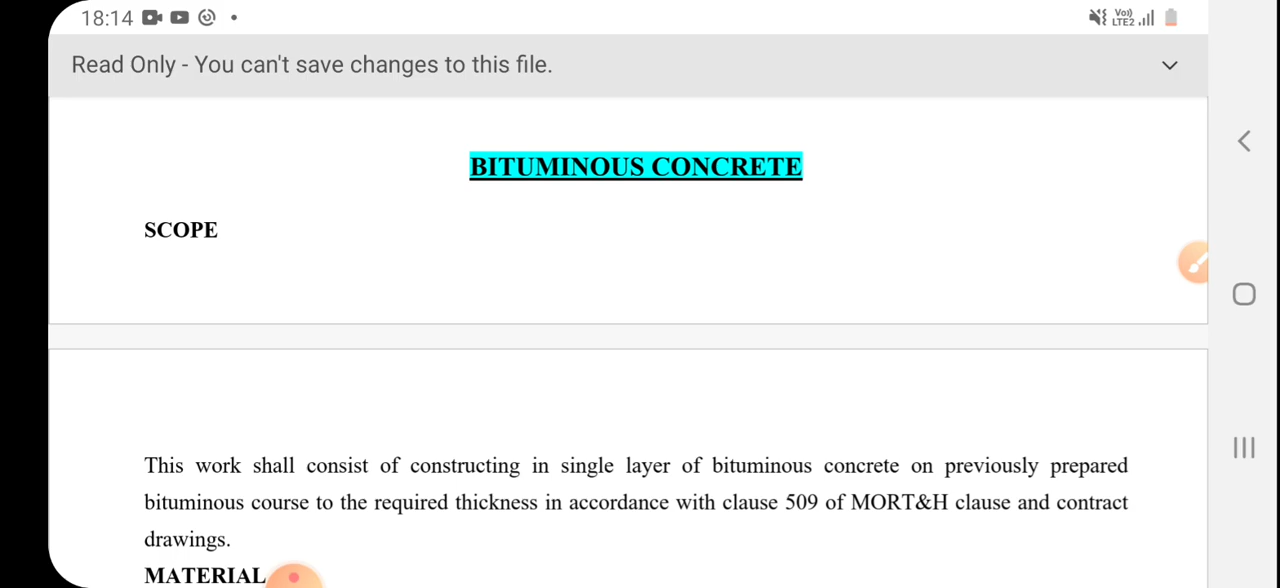 18:14
Vo))
LTE2
Read Only - You can't save changes to this file.
BITUMINOUS CONCRETE
SCOPE
This work shall consist of constructing in single layer of bituminous concrete on previously prepared
bituminous course to the required thickness in accordance with clause 509 of MORT&H clause and contract
drawings.
MATERIAL